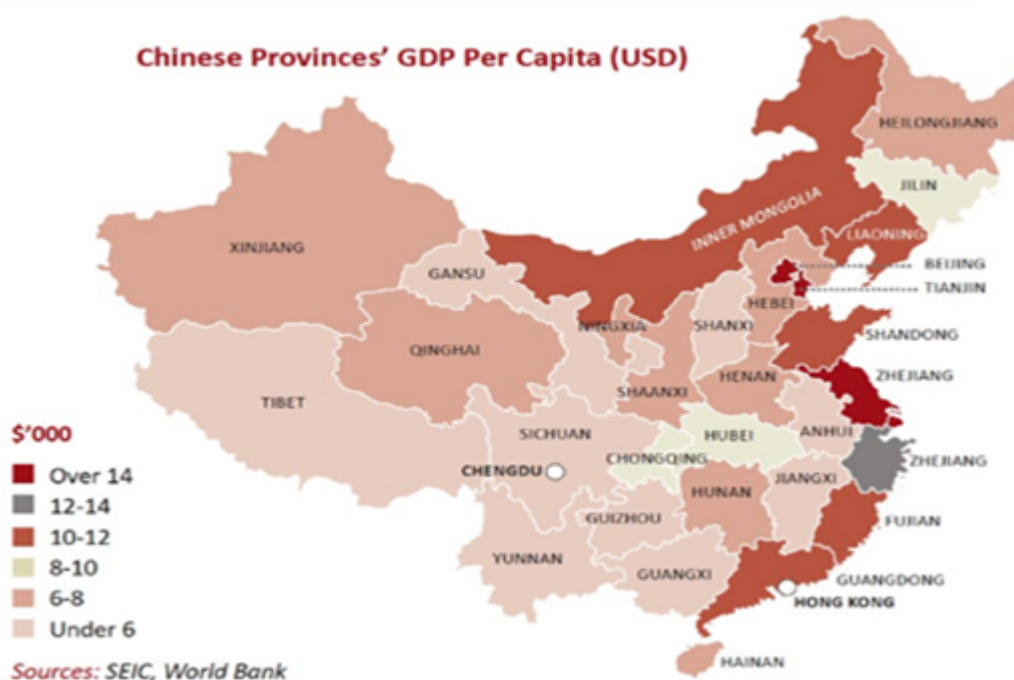 Chinese Provinces' GDP Per Capita (USD)
HEILONGJIANG
JILIN
INNER MONGOLIA
LIAONING
XINJIANG
GANSU
BEIJING
TIANJIN
HEBEI
NINGXIA
SHANXI
SHANDONG
QINGHAI
SHAANXI
HENAN
ZHEJIANG
TIBET
SICHUAN
HUBEI
ANHUI
CHONGQING
ZHEJIANG
CHENGDU
JIANGXI
HUNAN
GUIZHOU
FUJIAN
YUNNAN
GUANGXI
GUANGDONG
HONG KONG
HAINAN
$'000
Over 14
12-14
10-12
8-10
6-8
Under 6
Sources: SEIC, World Bank